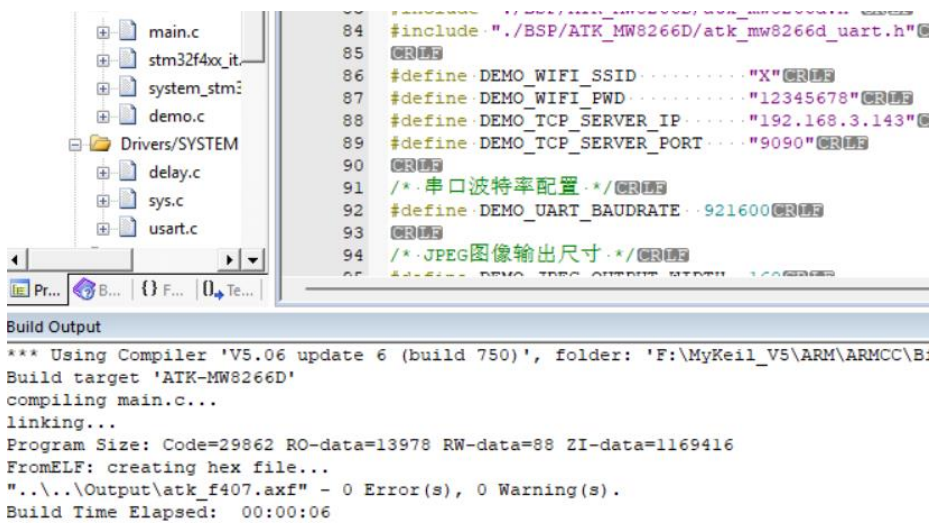 main.c
stm32f4xx_it.
system_stm3
demo.c
Drivers/SYSTEM
delay.c
sys.c
usart.c
Pr...
B...
{} F...
Te...
84 #include "./BSP/ATK_MW8266D/atk_mw8266d_uart.h"
85 CRLF
86 #define DEMO_WIFI_SSID··········"X"CRLF
87 #define DEMO_WIFI_PWD···········"12345678"CRLF
88 #define DEMO_TCP_SERVER_IP······"192.168.3.143"
89 #define DEMO_TCP_SERVER_PORT····"9090"CRLF
90 CRLF
91 /*·串口波特率配置·*/CRLF
92 #define DEMO_UART_BAUDRATE··921600CRLF
93 CRLF
94 /*·JPEG图像输出尺寸·*/CRLF
Build Output
*** Using Compiler 'V5.06 update 6 (build 750)', folder: 'F:\MyKeil_V5\ARM\ARMCC\Bi
Build target 'ATK-MW8266D'
compiling main.c...
linking...
Program Size: Code=29862 RO-data=13978 RW-data=88 ZI-data=1169416
FromELF: creating hex file...
"..\..\Output\atk_f407.axf" - 0 Error(s), 0 Warning(s).
Build Time Elapsed:  00:00:06